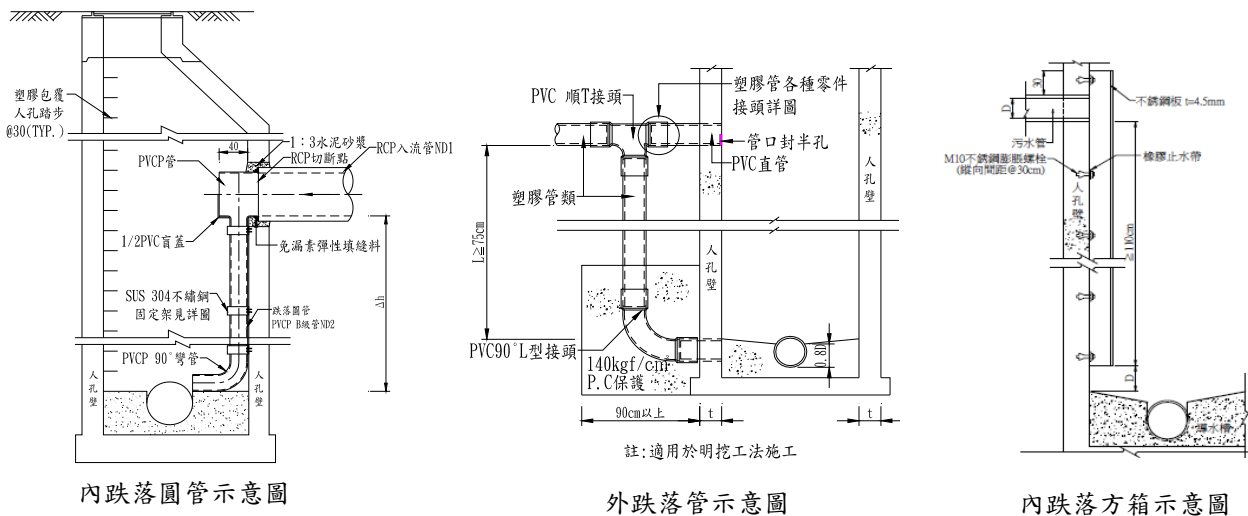 塑膠包覆
人孔踏步
@30(TYP.)
40
1：3水泥砂漿
RCP切斷點
RCP入流管ND1
PVCP管
1/2PVC盲蓋
免漏素彈性填縫料
SUS 304不鏽鋼
固定架見詳圖
跌落圓管
PVCP B級管ND2
PVCP 90°彎管
Δh
人孔壁
人孔壁
內跌落圓管示意圖
PVC 順T接頭
塑膠管各種零件
接頭詳圖
管口封半孔
PVC直管
塑膠管類
L≧75cm
人孔壁
人孔壁
PVC90°L型接頭
140kgf/cm
P.C保護
0.8D
90cm以上
t
t
註:適用於明挖工法施工
外跌落管示意圖
30
D
不銹鋼板 t=4.5mm
污水管
M10不銹鋼膨脹螺栓
(縱向間距@30cm)
橡膠止水帶
人孔壁
≧110cm
D
導水槽
內跌落方箱示意圖